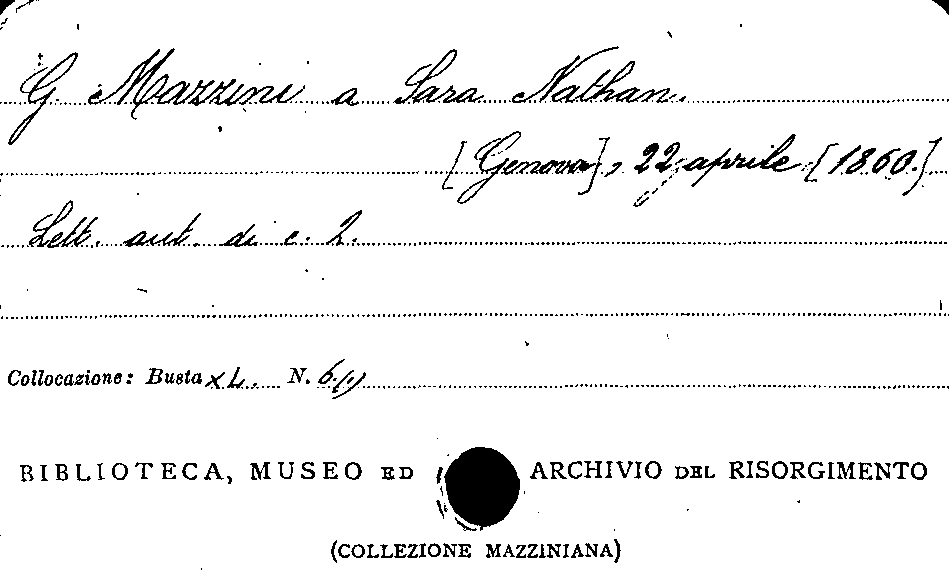 G. Mazzini a Sara Nathan.
[Genova], 22 aprile [1860.]
Lett. aut. di c. 2.
Collocazione: Busta XL. N. 6.(1)
BIBLIOTECA, MUSEO ED ARCHIVIO DEL RISORGIMENTO
(COLLEZIONE MAZZINIANA)